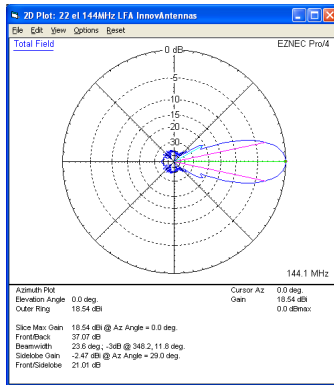 2D Plot: 22 el 144MHz LFA InnovAntennas
File Edit View Options Reset
Total Field
EZNEC Pro/4
0 dB
-5
-10
-15
-20
-30
144.1 MHz
Azimuth Plot
Elevation Angle 0.0 deg.
Outer Ring 18.54 dBi
Cursor Az 0.0 deg.
Gain 18.54 dBi
0.0 dBmax
Slice Max Gain 18.54 dBi @ Az Angle = 0.0 deg.
Front/Back 37.07 dB
Beamwidth 23.6 deg.; -3dB @ 348.2, 11.8 deg.
Sidelobe Gain -2.47 dBi @ Az Angle = 29.0 deg.
Front/Sidelobe 21.01 dB